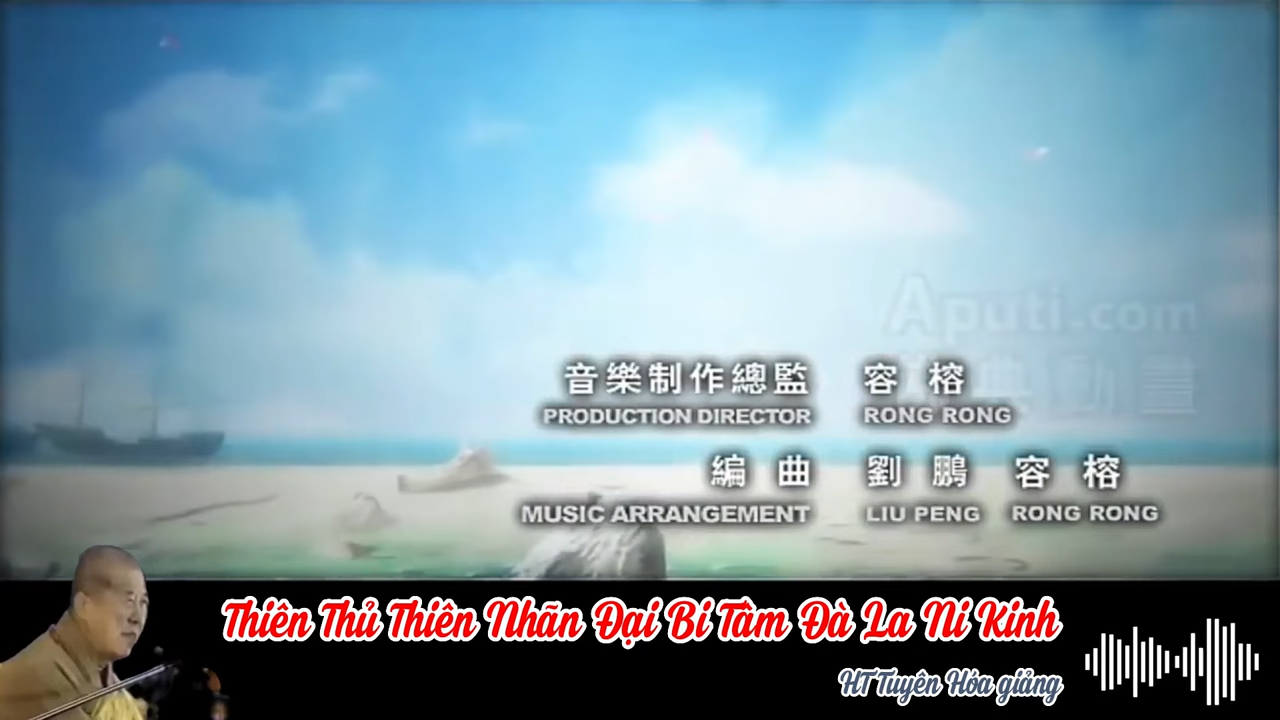 Aputi.com
音樂制作總監 容榕
PRODUCTION DIRECTOR RONG RONG
編曲 劉鵬 容榕
MUSIC ARRANGEMENT LIU PENG RONG RONG
Thiên Thủ Thiên Nhãn Đại Bi Tâm Đà La Ni Kinh
HT Tuyên Hóa giảng